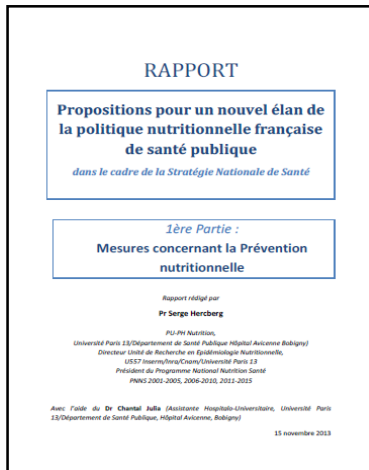 RAPPORT
Propositions pour un nouvel élan de
la politique nutritionnelle française
de santé publique
dans le cadre de la Stratégie Nationale de Santé
1ère Partie :
Mesures concernant la Prévention
nutritionnelle
Rapport rédigé par
Pr Serge Hercberg
PU-PH Nutrition,
Université Paris 13/Département de Santé Publique Hôpital Avicenne Bobigny)
Directeur Unité de Recherche en Epidémiologie Nutritionnelle,
U557 Inserm/Inra/Cnam/Université Paris 13
Président du Programme National Nutrition Santé
PNNS 2001-2005, 2006-2010, 2011-2015
Avec l'aide du Dr Chantal Julia (Assistante Hospitalo-Universitaire, Université Paris
13/Département de Santé Publique, Hôpital Avicenne, Bobigny)
15 novembre 2013